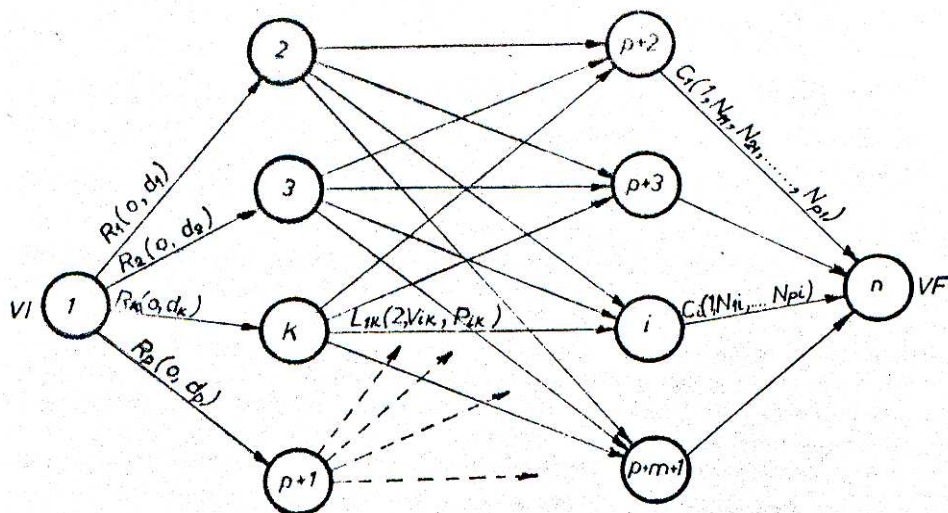 2
p+2
R₁(0, d₁)
C₁(1, N₁₁, N₂₁, ......, Nₚ₁)
3
p+3
R₂(0, d₂)
VI
1
Rₖ(0, dₖ)
K
L₁ₖ(2, Vᵢₖ, Pᵢₖ)
i
Cᵢ(1, N₁ᵢ, ... Nₚᵢ)
n
VF
Rₚ(0, dₚ)
p+1
p+m+1